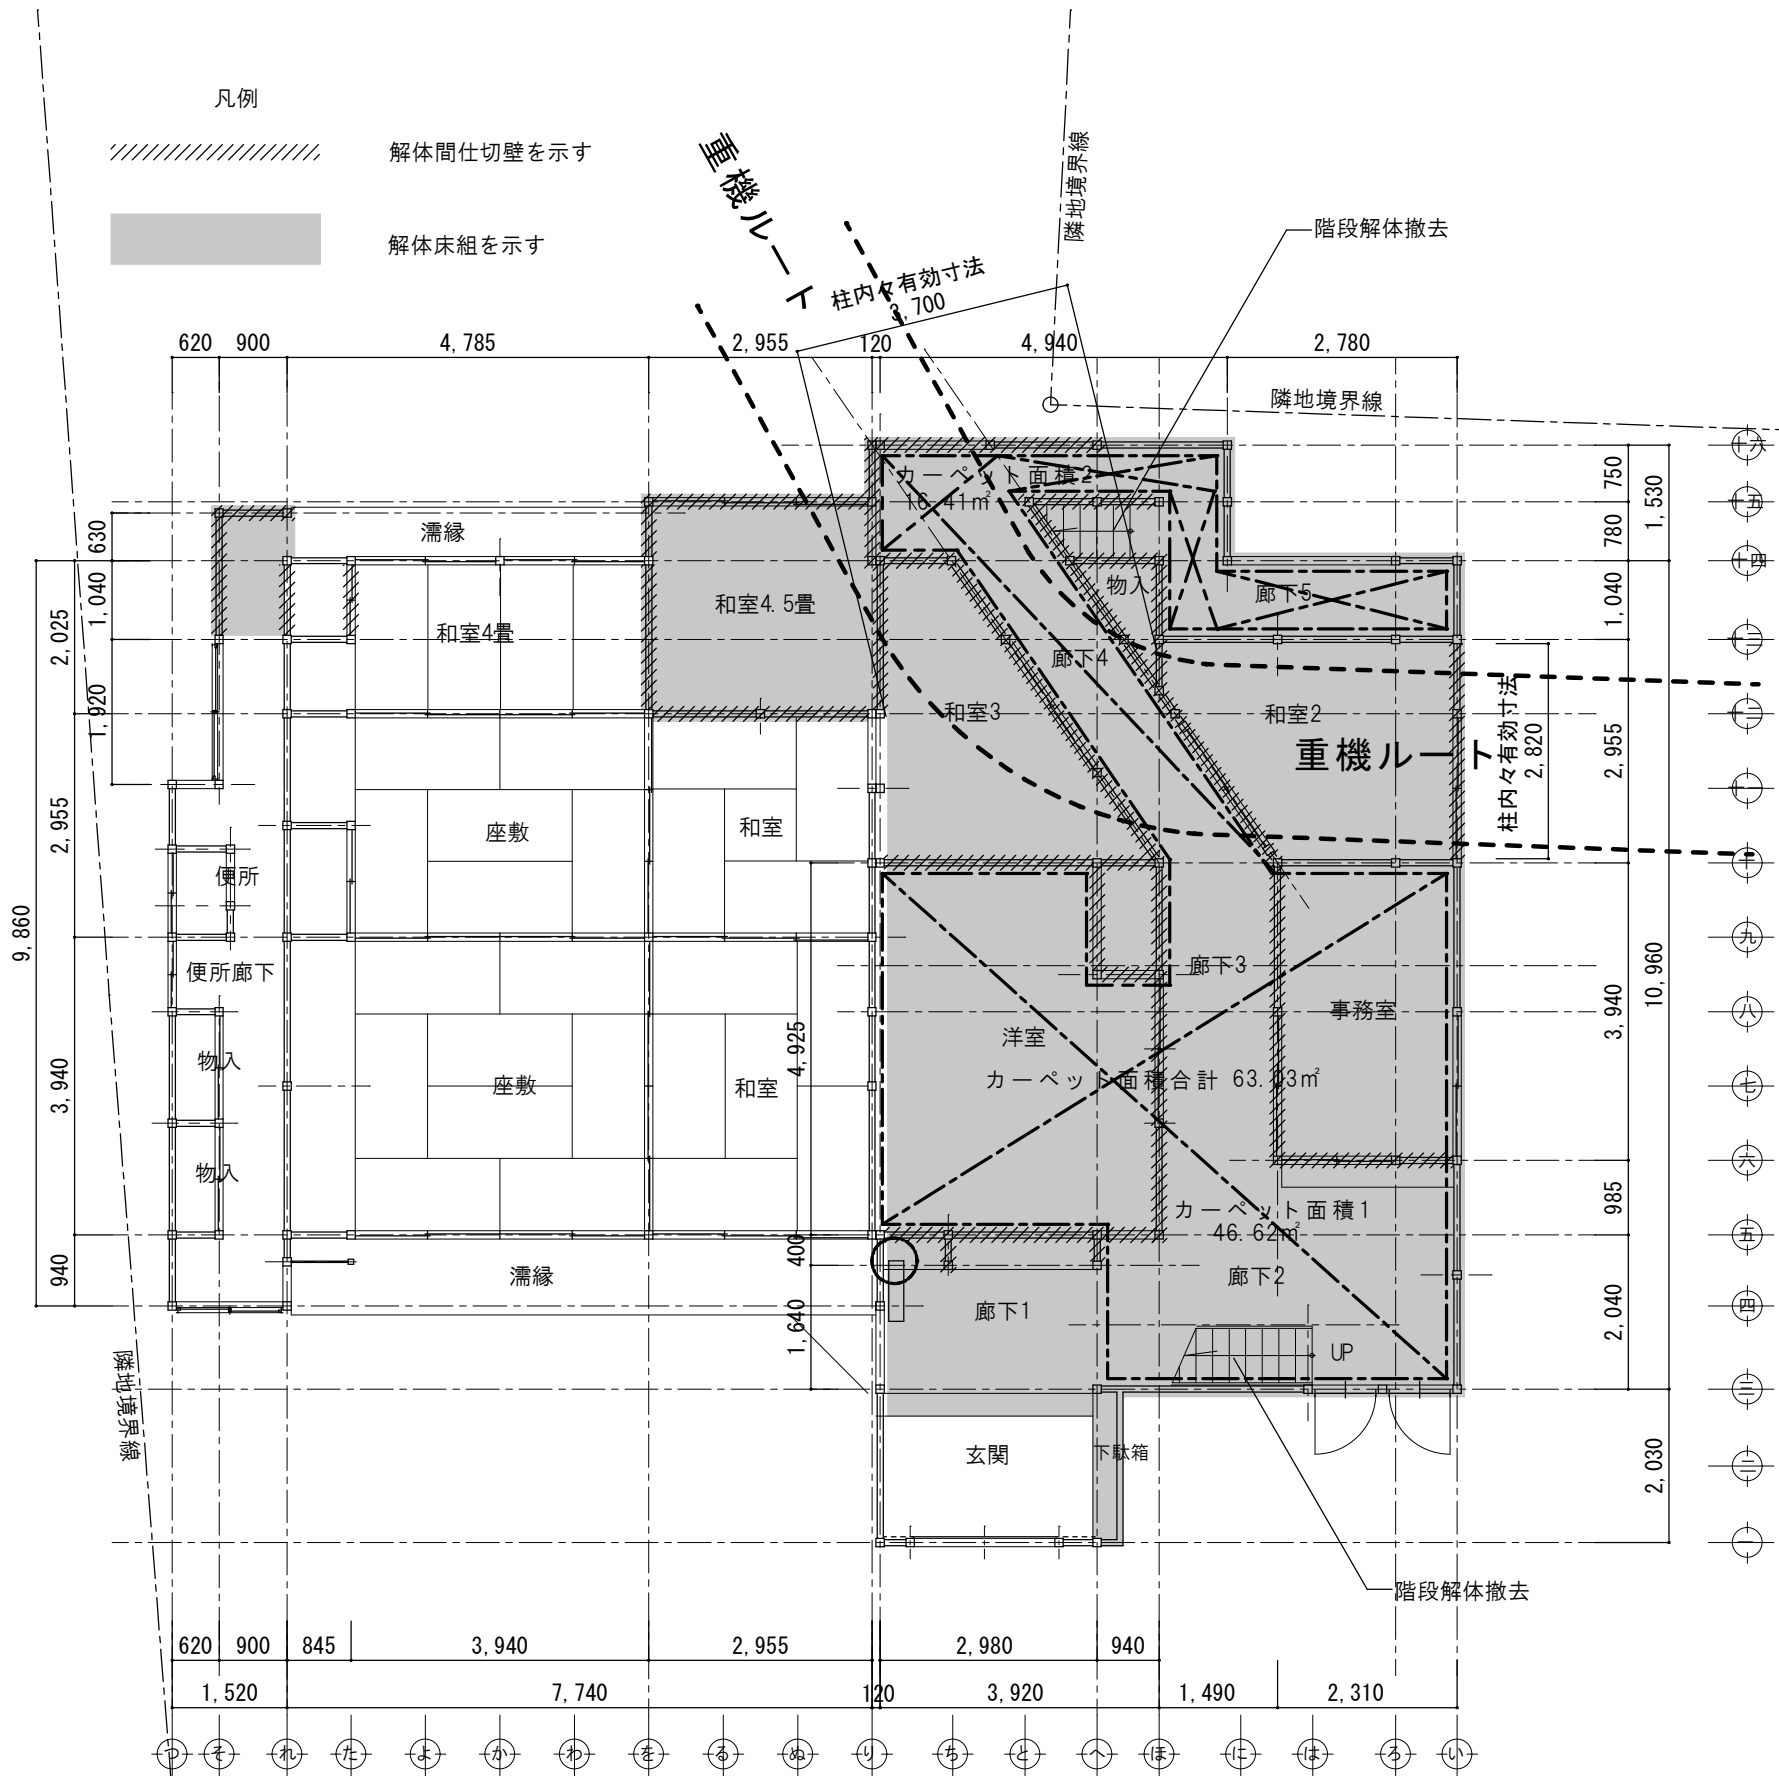 凡例
解体間仕切壁を示す
解体床組を示す
重機ルート
柱内々有効寸法
3,700
隣地境界線
階段解体撤去
隣地境界線
620
900
4,785
2,955
120
4,940
2,780
カーペット面積2
16.41㎡
濡縁
和室4畳
和室4.5畳
物入
廊下5
廊下4
和室3
和室2
重機ルート
柱内々有効寸法
2,820
座敷
和室
便所
便所廊下
廊下3
事務室
洋室
物入
座敷
和室
カーペット面積合計 63.03㎡
物入
カーペット面積1
46.62㎡
濡縁
廊下2
廊下1
UP
玄関
下駄箱
階段解体撤去
隣地境界線
630
1,040
1,920
2,025
2,955
3,940
940
9,860
4,925
400
1,640
750
780
1,040
2,955
3,940
985
2,040
1,530
10,960
2,030
十六
十五
十四
十三
十二
十一
十
九
八
七
六
五
四
三
二
一
620
900
845
3,940
2,955
2,980
940
1,520
7,740
120
3,920
1,490
2,310
つ
そ
れ
た
よ
か
わ
を
る
ぬ
り
ち
と
へ
ほ
に
は
ろ
い